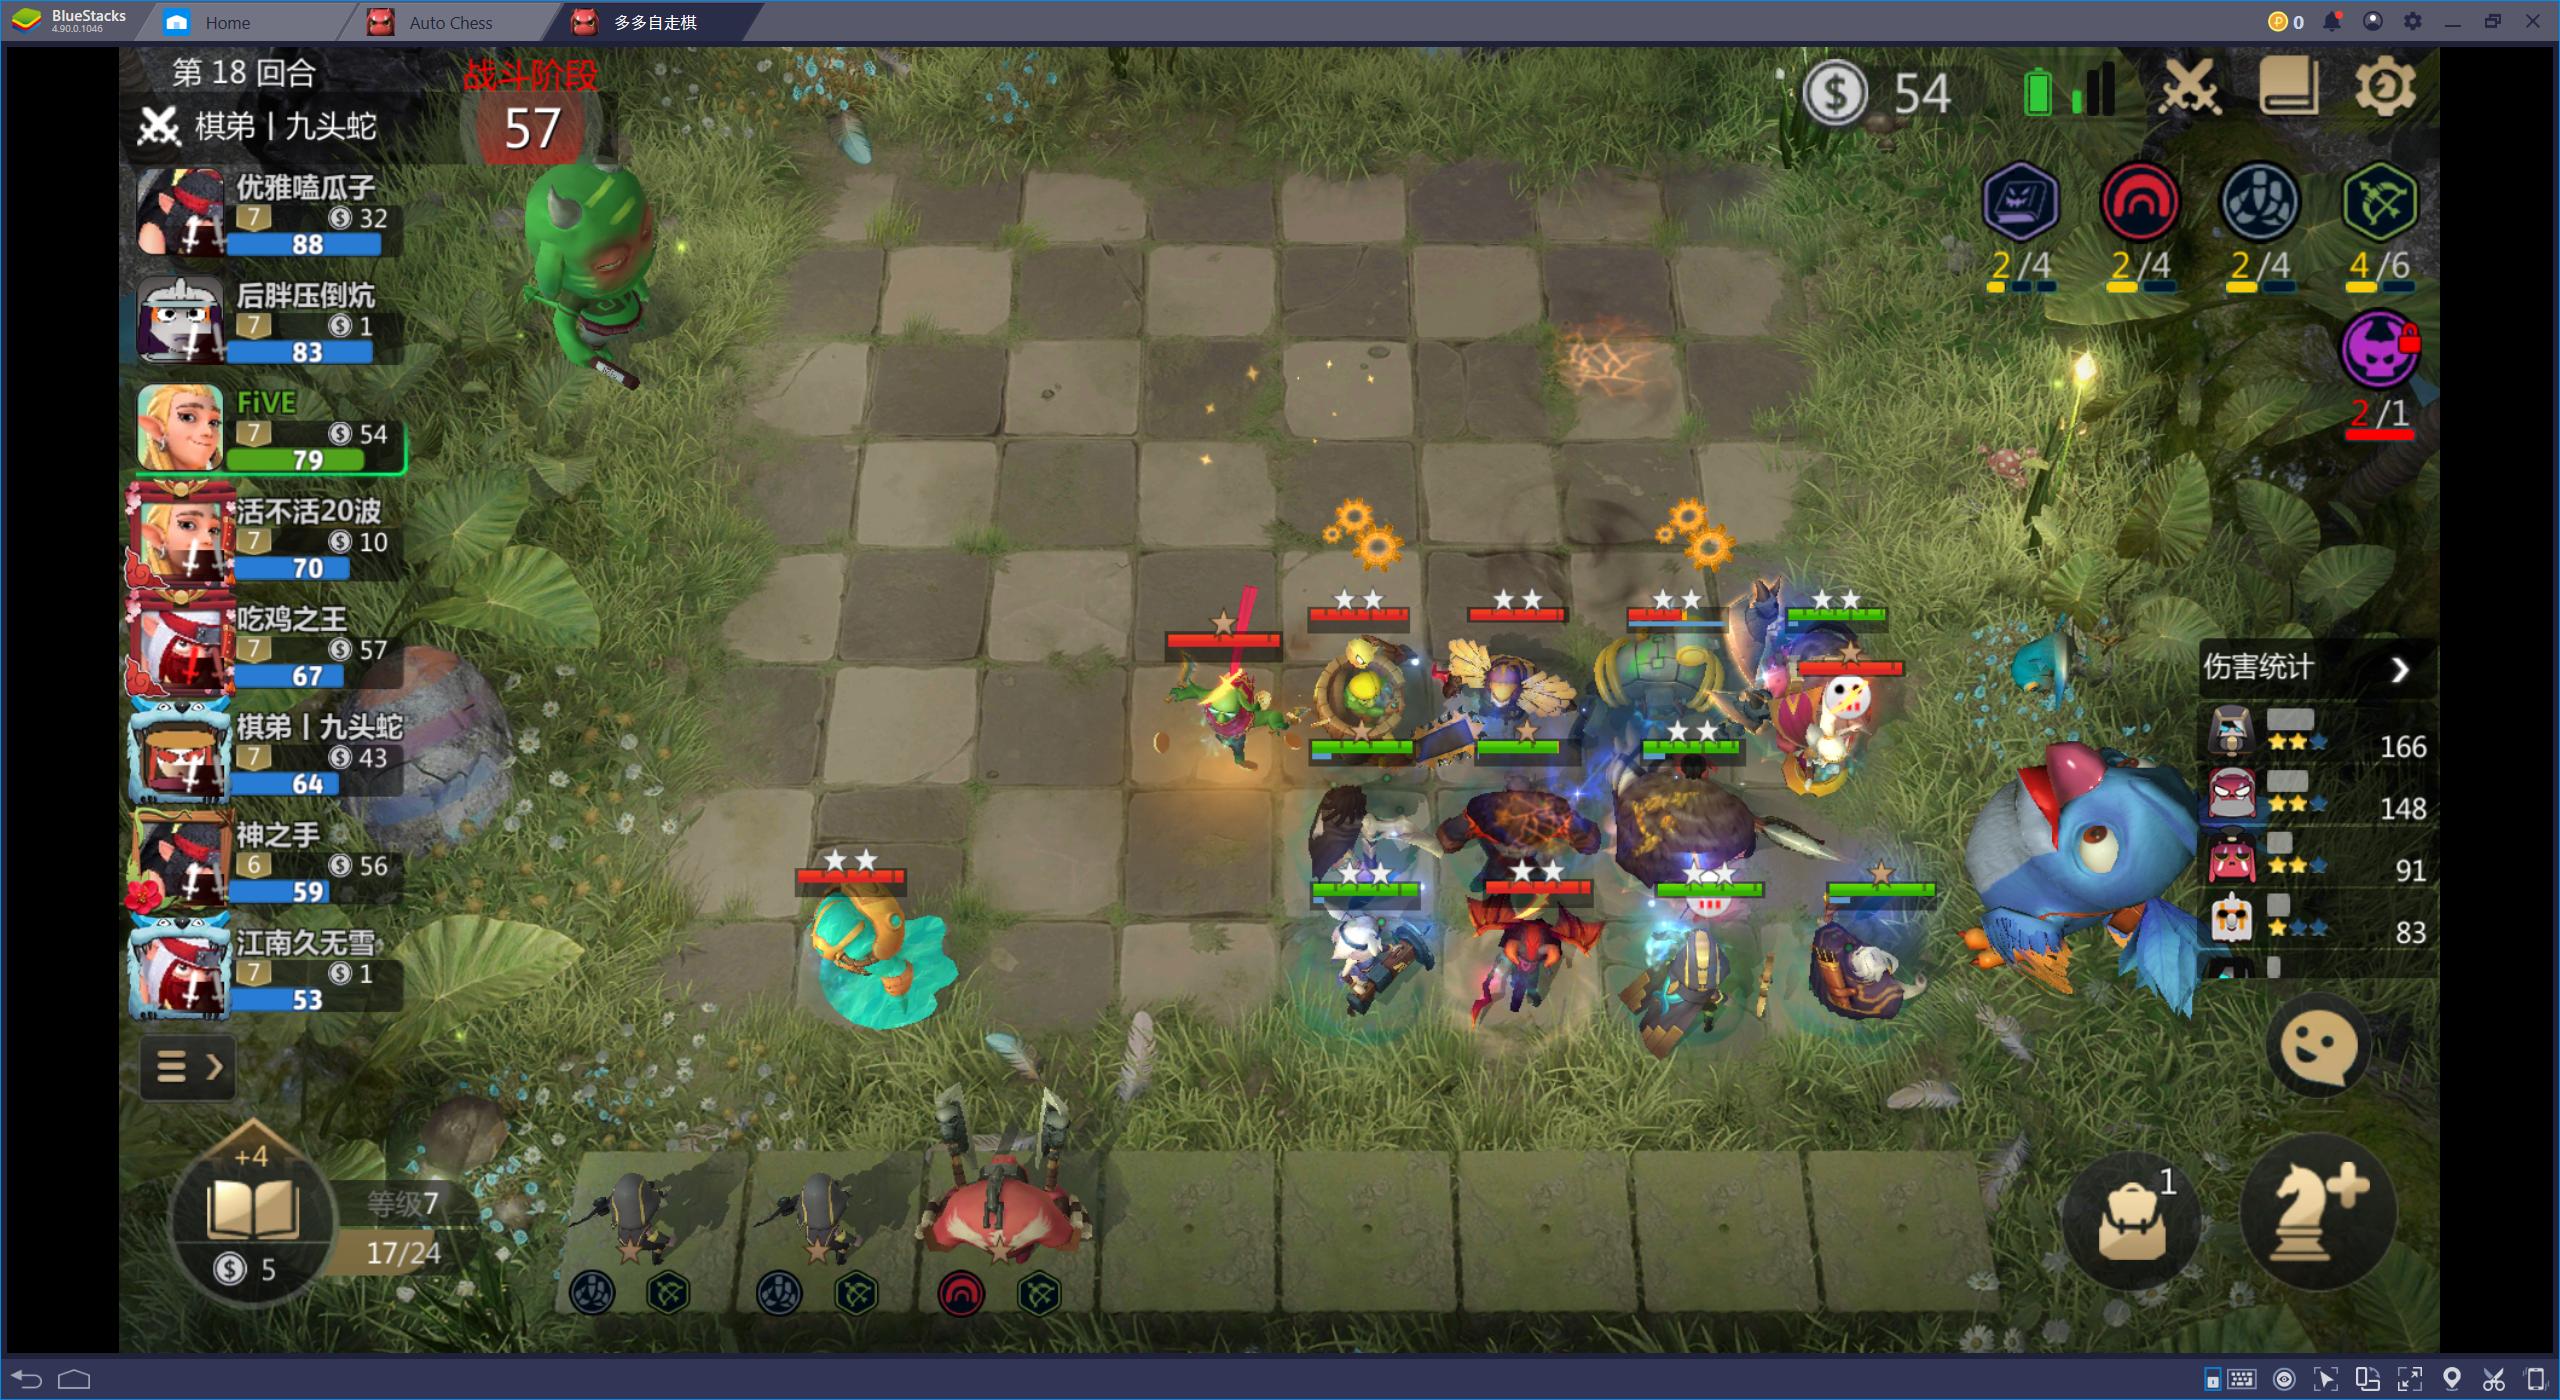 BlueStacks
4.90.0.1046
Home
Auto Chess
多多自走棋
0
第 18 回合
战斗阶段
57
棋弟丨九头蛇
54
优雅嗑瓜子
7 32
88
后胖压倒炕
7 1
83
FiVE
7 54
79
活不活20波
7 10
70
吃鸡之王
7 57
67
棋弟丨九头蛇
7 43
64
神之手
6 56
59
江南久无雪
7 1
53
2/4
2/4
2/4
4/6
2/1
伤害统计
166
148
91
83
+4
等级7
17/24
5
1